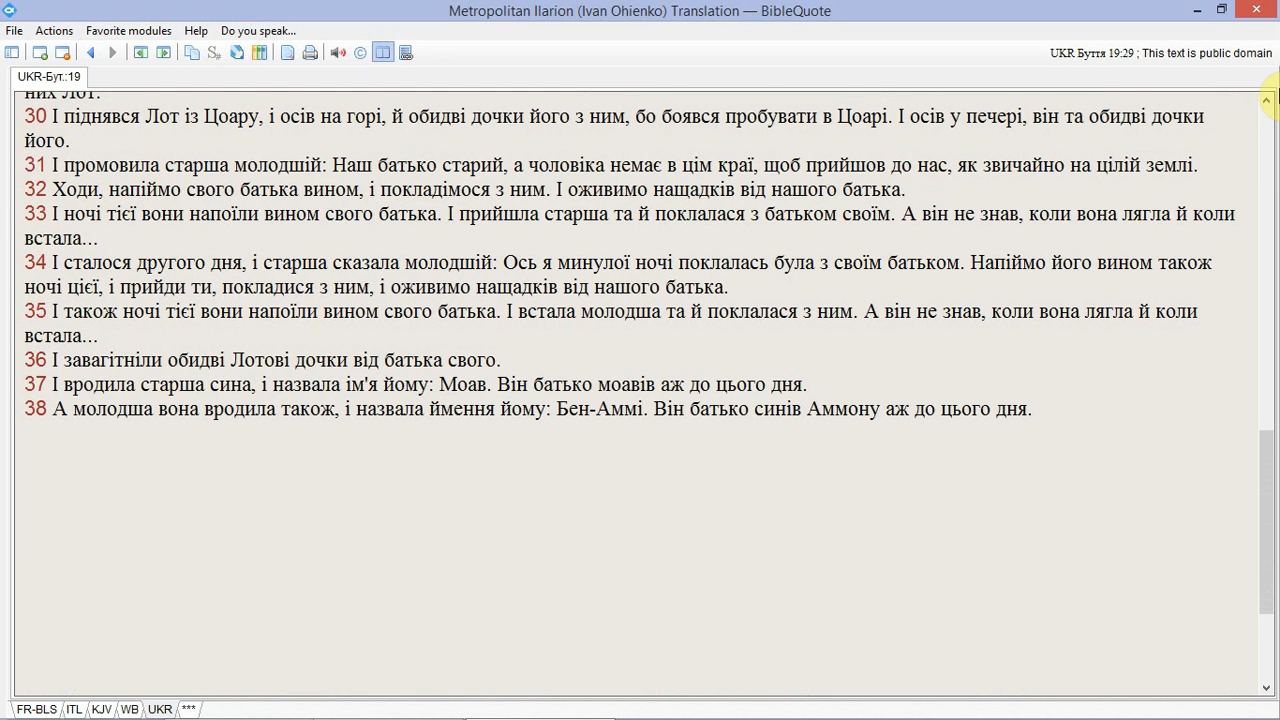 Metropolitan Ilarion (Ivan Ohienko) Translation — BibleQuote
File Actions Favorite modules Help Do you speak...
UKR Буття 19:29 ; This text is public domain
UKR-Бут.:19
них Лот.
30 І піднявся Лот із Цоару, і осів на горі, й обидві дочки його з ним, бо боявся пробувати в Цоарі. І осів у печері, він та обидві дочки
його.
31 І промовила старша молодшій: Наш батько старий, а чоловіка немає в цім краї, щоб прийшов до нас, як звичайно на цілій землі.
32 Ходи, напіймо свого батька вином, і покладімося з ним. І оживимо нащадків від нашого батька.
33 І ночі тієї вони напоїли вином свого батька. І прийшла старша та й поклалася з батьком своїм. А він не знав, коли вона лягла й коли
встала...
34 І сталося другого дня, і старша сказала молодшій: Ось я минулої ночі поклалась була з своїм батьком. Напіймо його вином також
ночі цієї, і прийди ти, покладися з ним, і оживимо нащадків від нашого батька.
35 І також ночі тієї вони напоїли вином свого батька. І встала молодша та й поклалася з ним. А він не знав, коли вона лягла й коли
встала...
36 І завагітніли обидві Лотові дочки від батька свого.
37 І вродила старша сина, і назвала ім'я йому: Моав. Він батько моавів аж до цього дня.
38 А молодша вона вродила також, і назвала ймення йому: Бен-Аммі. Він батько синів Аммону аж до цього дня.
FR-BLS ITL KJV WB UKR ***